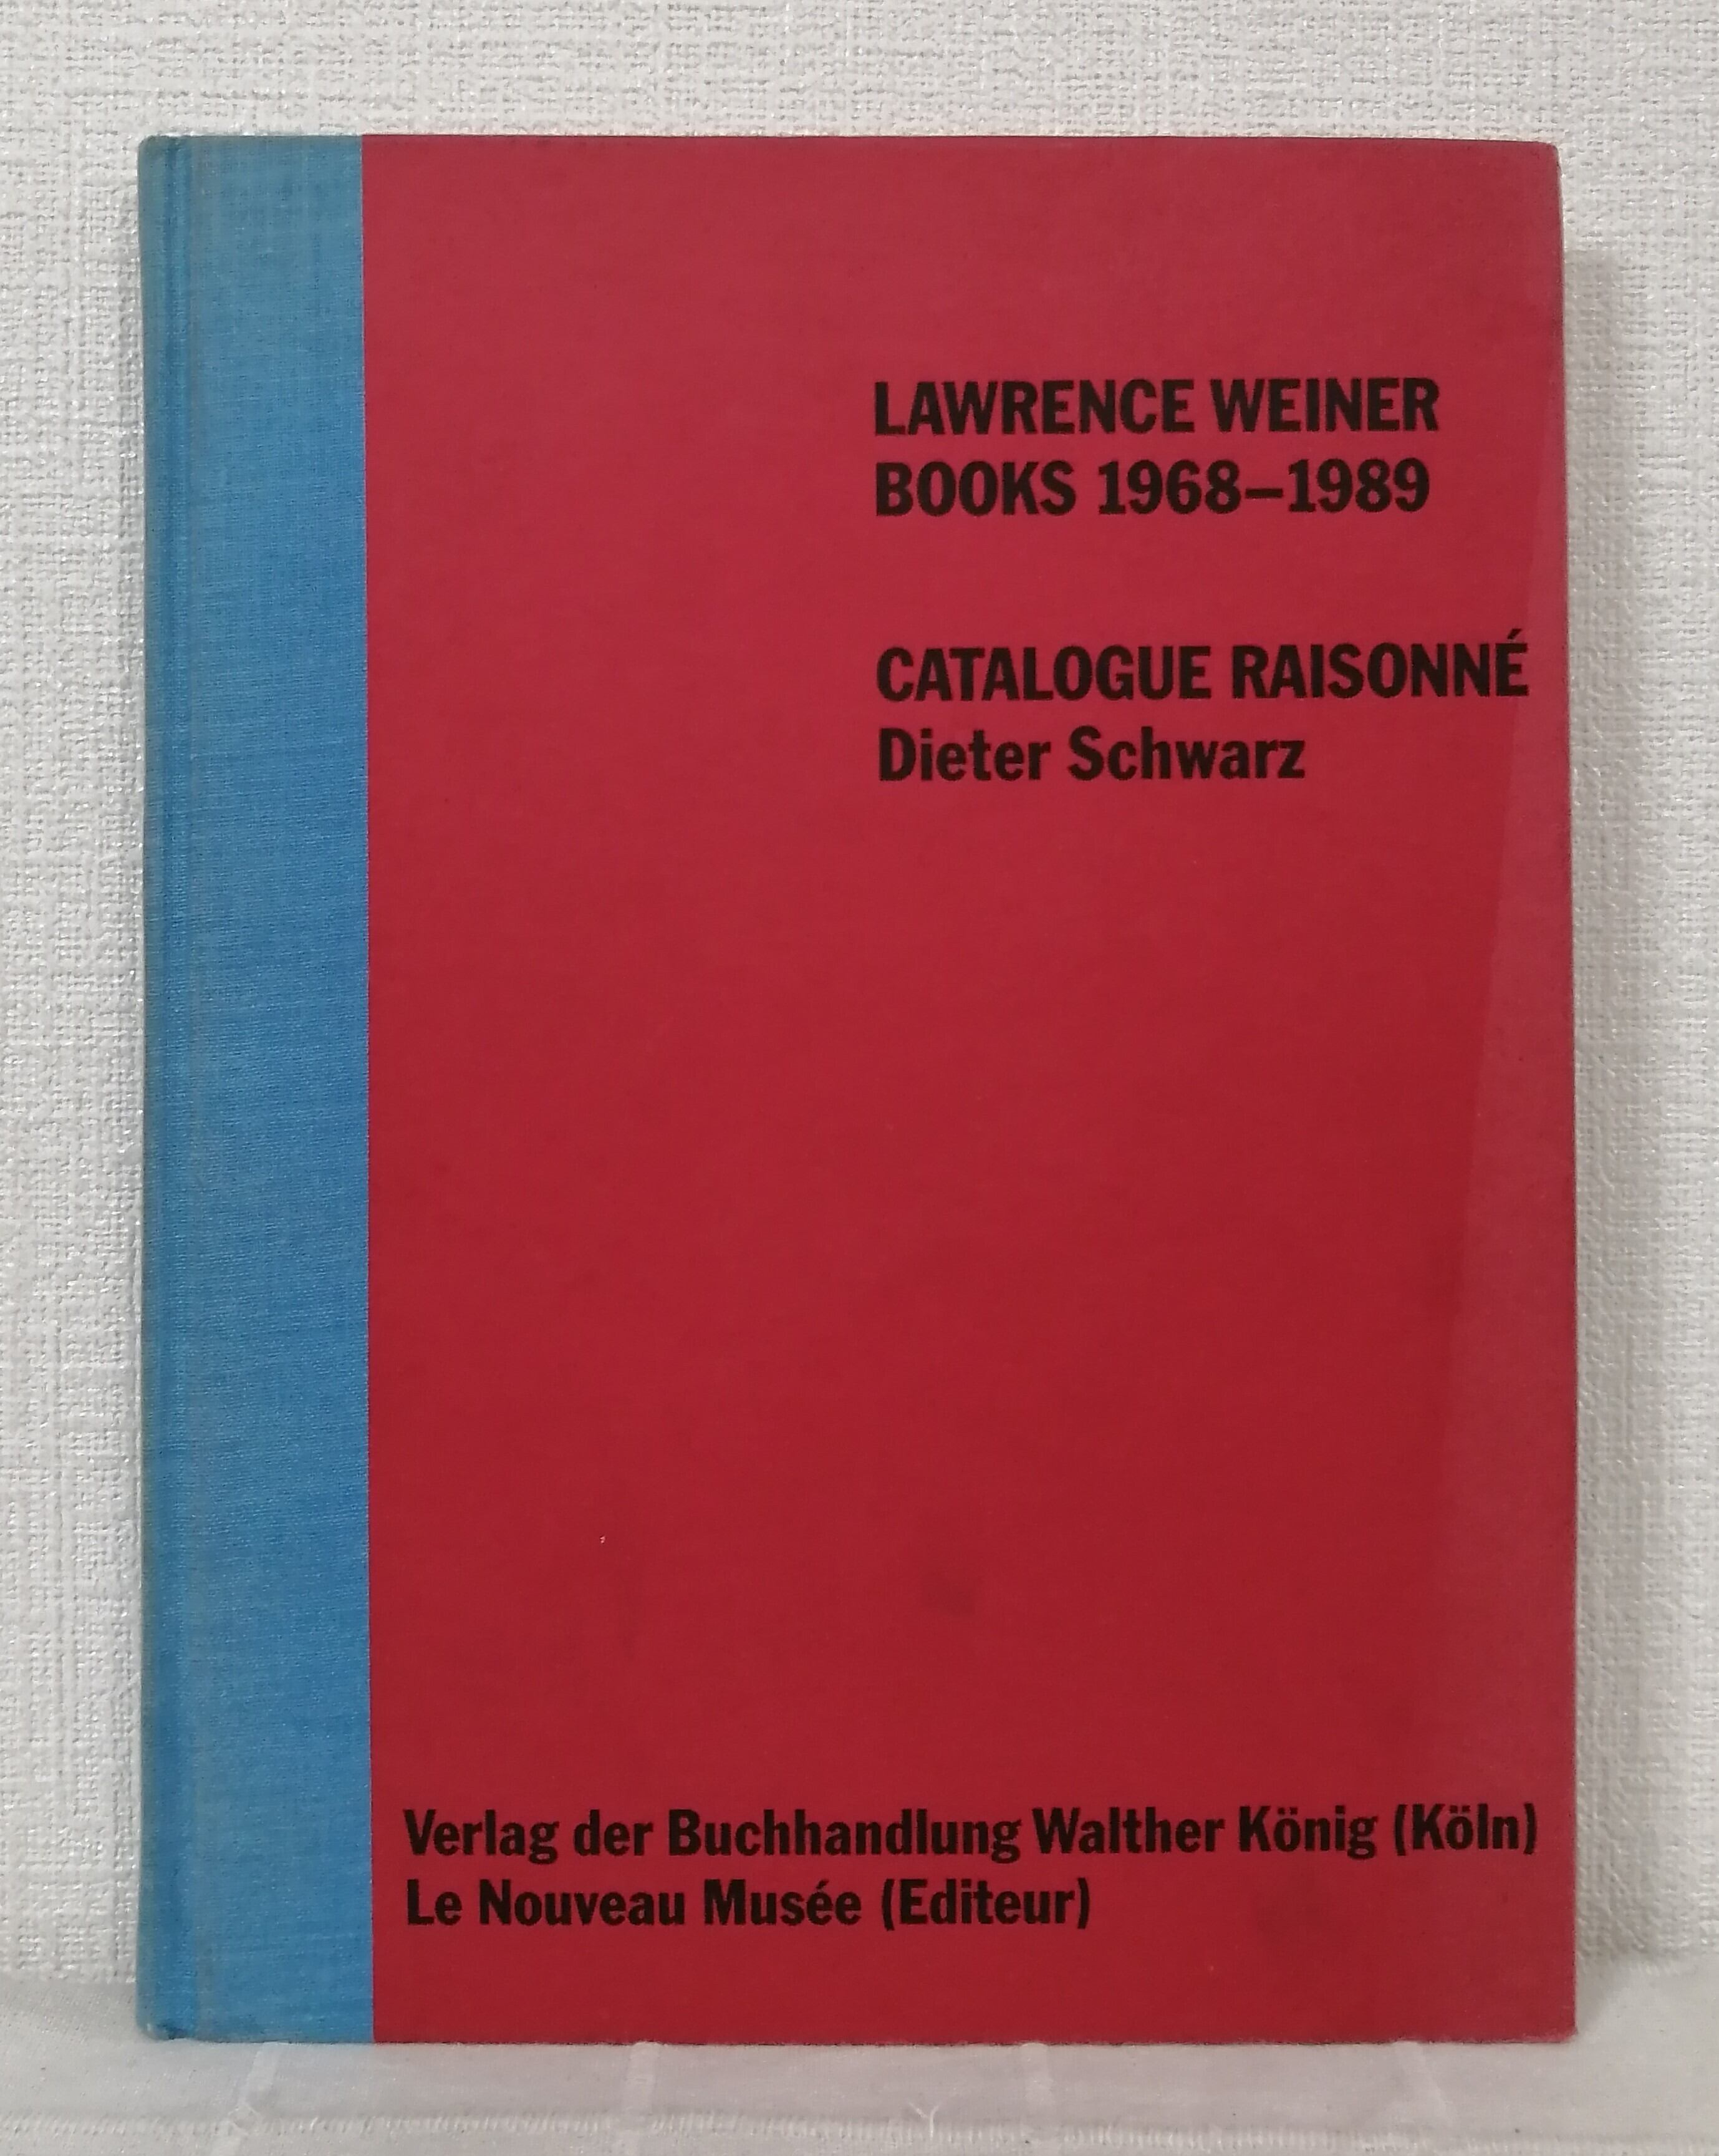 LAWRENCE WEINER
BOOKS 1968–1989
CATALOGUE RAISONNÉ
Dieter Schwarz
Verlag der Buchhandlung Walther König (Köln)
Le Nouveau Musée (Editeur)